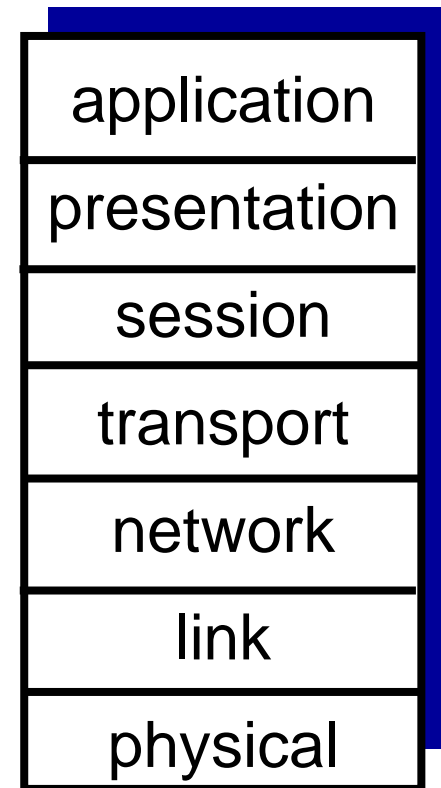 application
presentation
session
transport
network
link
physical